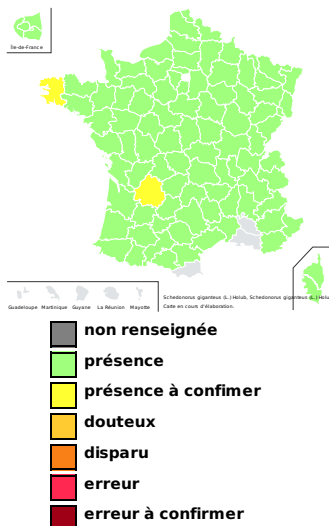 Île-de-France
Guadeloupe Martinique Guyane La Réunion Mayotte
Schedonorus giganteus (L.) Holub, Schedonorus giganteus (L.) Holu
Carte en cours d'élaboration.
non renseignée
présence
présence à confimer
douteux
disparu
erreur
erreur à confirmer